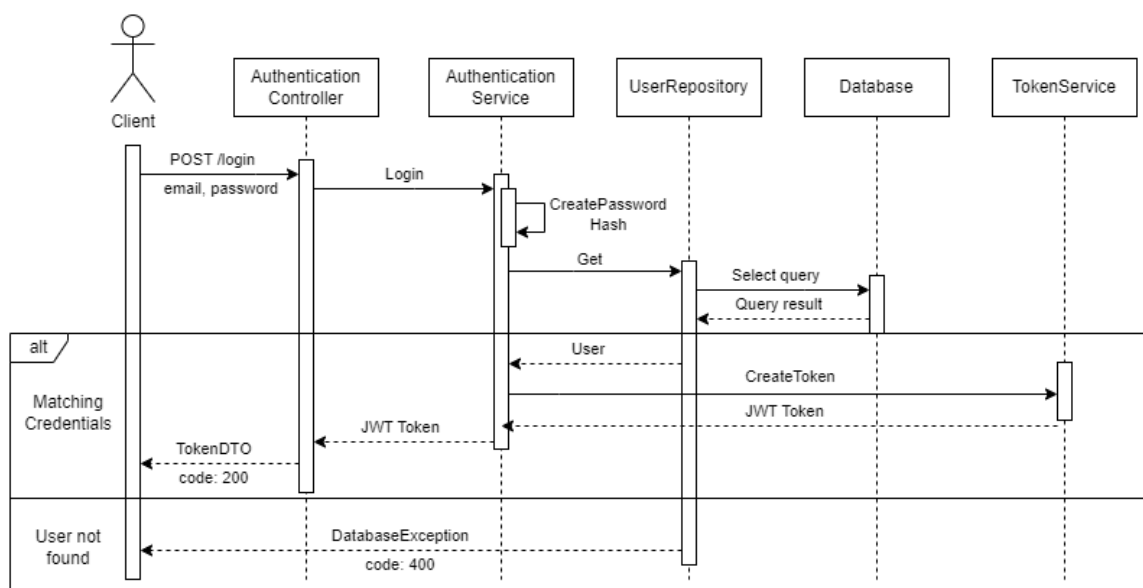 Client
Authentication
Controller
Authentication
Service
UserRepository
Database
TokenService
POST /login
email, password
Login
CreatePassword
Hash
Get
Select query
Query result
alt
Matching
Credentials
User
CreateToken
JWT Token
JWT Token
TokenDTO
code: 200
User not
found
DatabaseException
code: 400